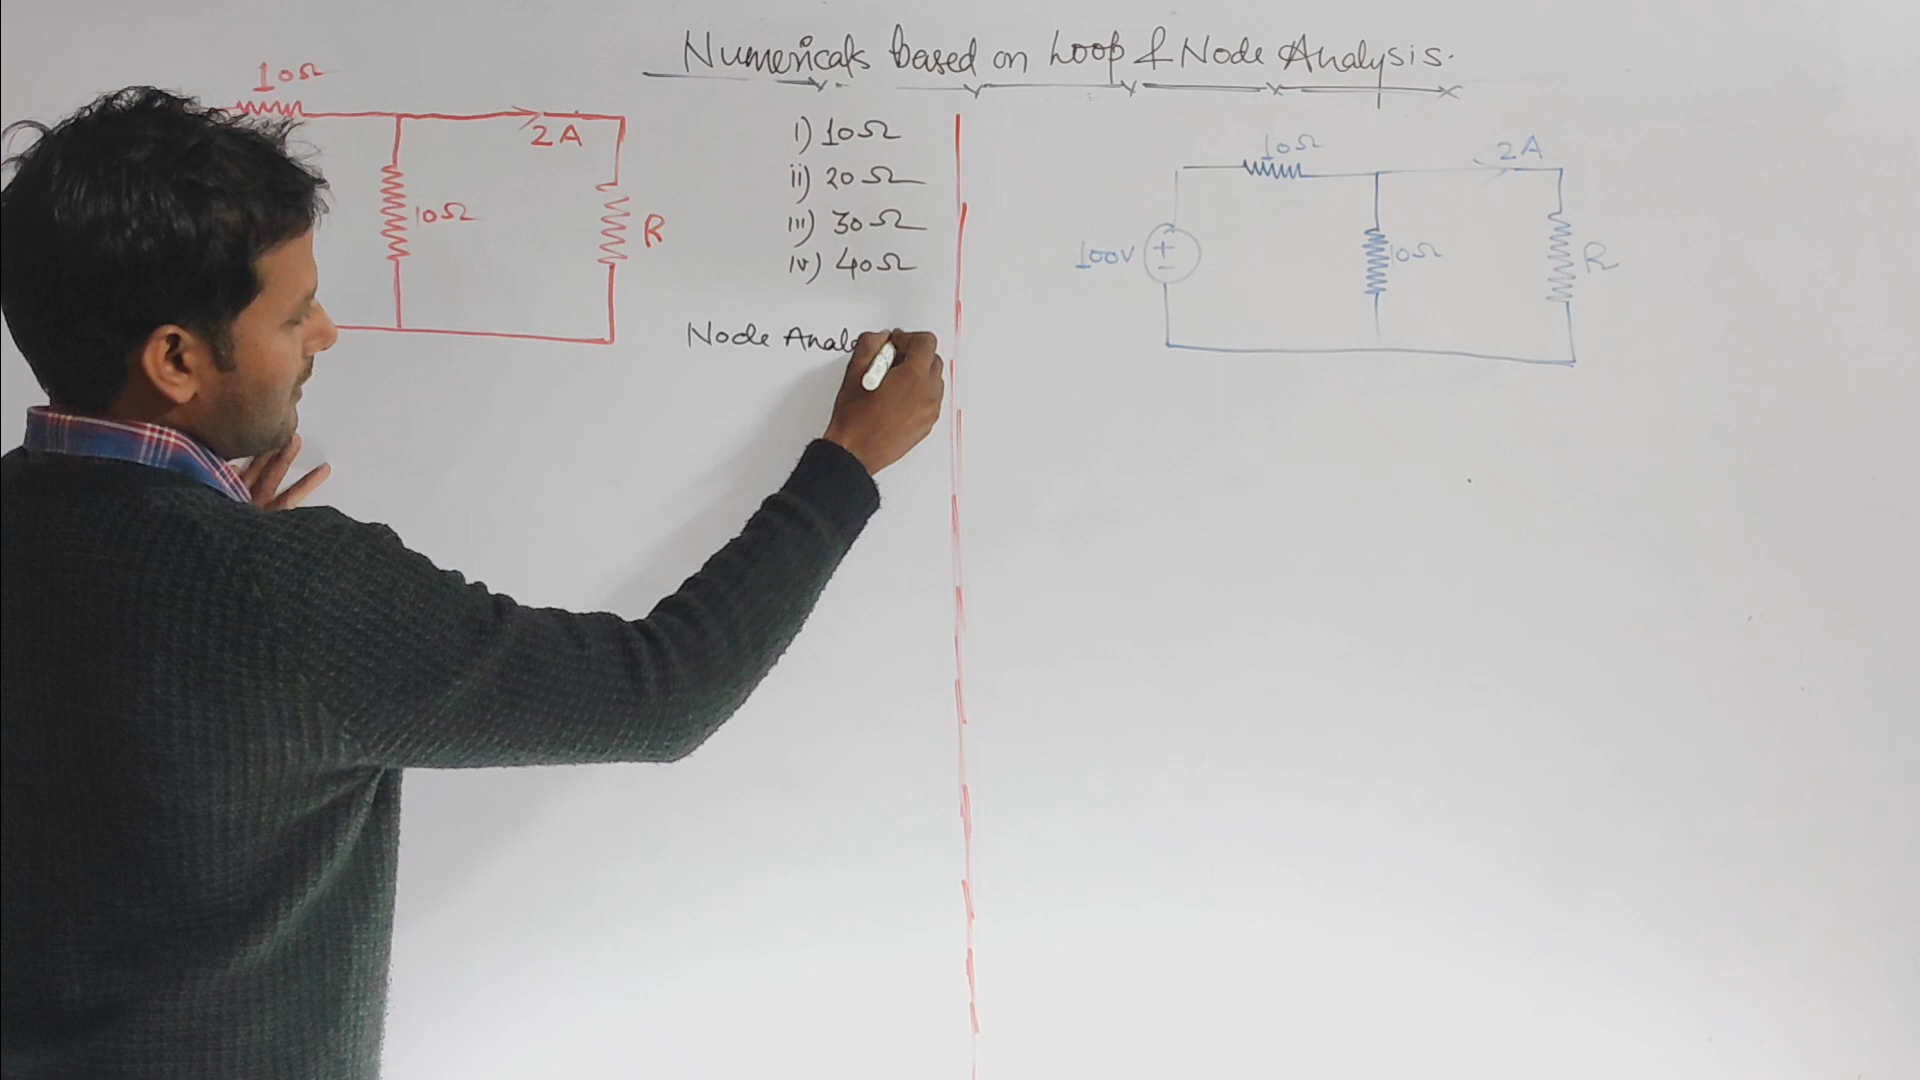 Numericals based on Loop & Node Analysis.
10Ω
2A
10Ω
R
i) 10Ω
ii) 20Ω
iii) 30Ω
iv) 40Ω
Node Analy
10Ω
2A
100V
+
-
10Ω
R